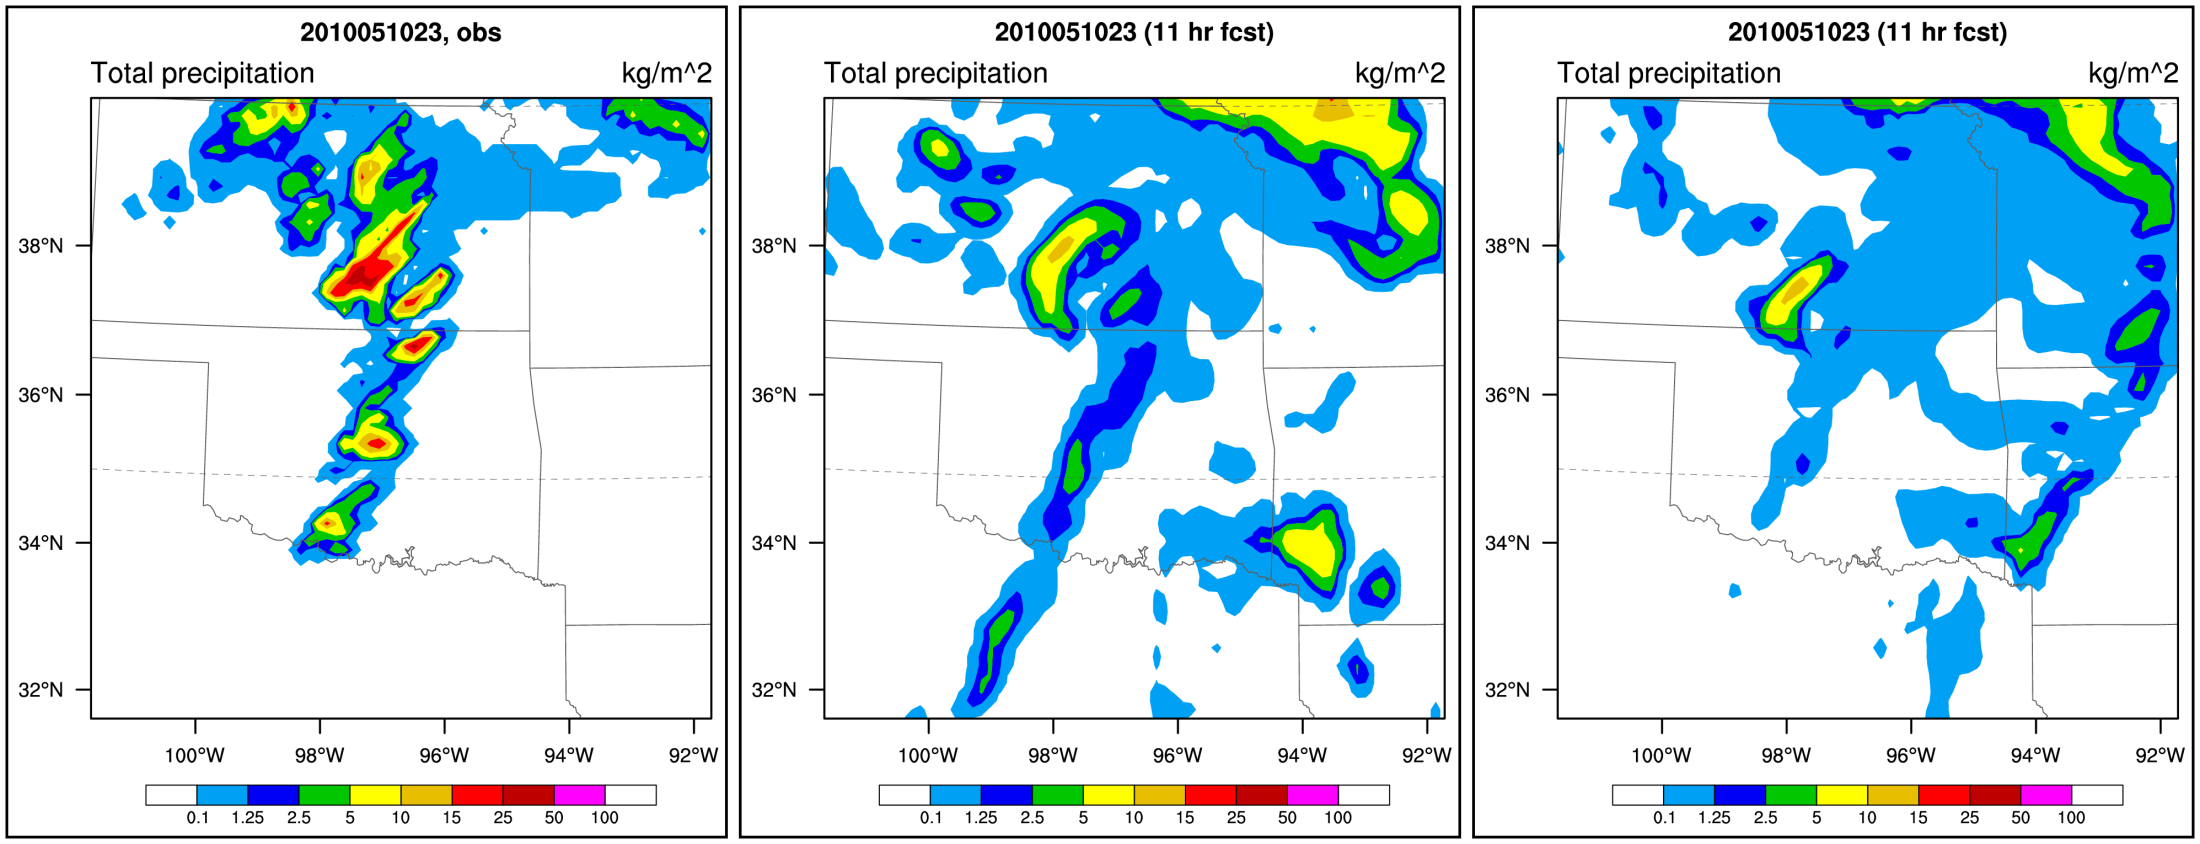 2010051023, obs
Total precipitation kg/m^2
38°N
36°N
34°N
32°N
100°W 98°W 96°W 94°W 92°W
0.1 1.25 2.5 5 10 15 25 50 100
2010051023 (11 hr fcst)
Total precipitation kg/m^2
38°N
36°N
34°N
32°N
100°W 98°W 96°W 94°W 92°W
0.1 1.25 2.5 5 10 15 25 50 100
2010051023 (11 hr fcst)
Total precipitation kg/m^2
38°N
36°N
34°N
32°N
100°W 98°W 96°W 94°W 92°W
0.1 1.25 2.5 5 10 15 25 50 100